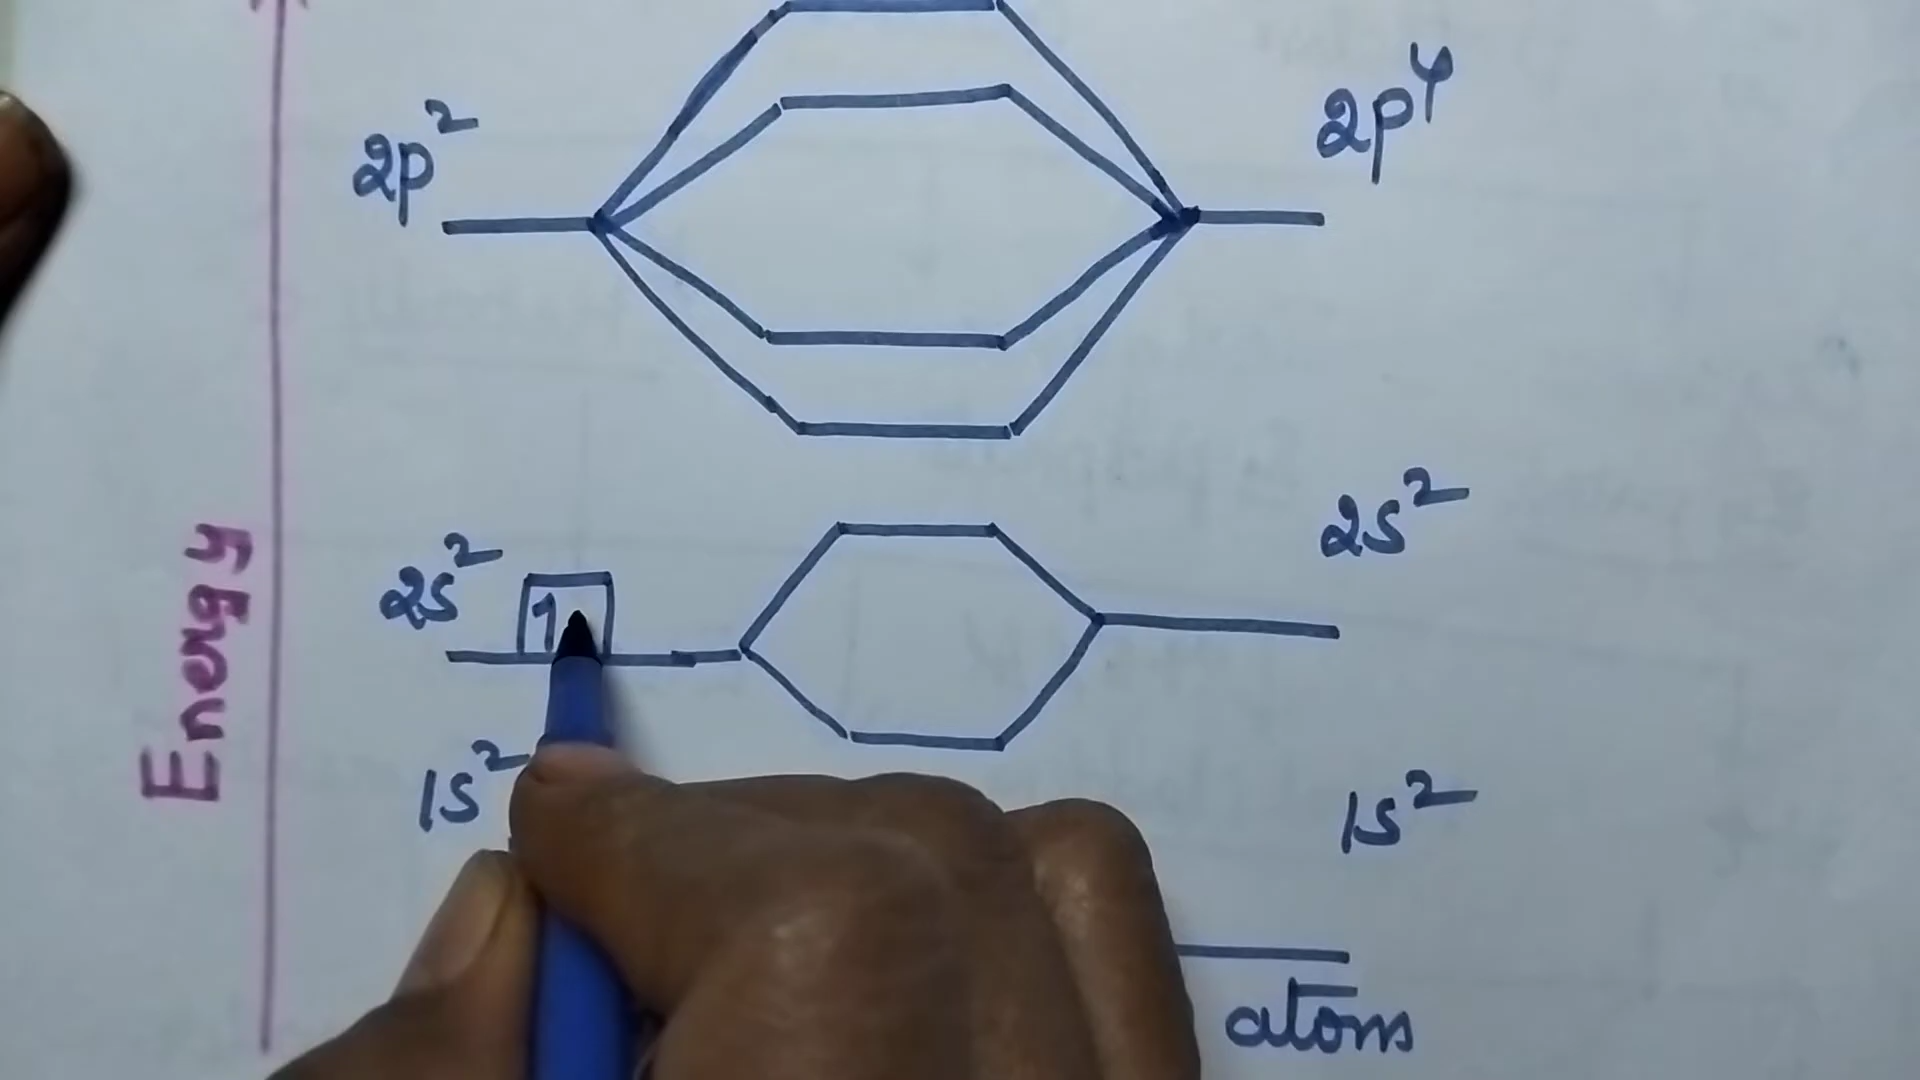 2p² 2p⁴
2s² 1 2s²
1s² 1s²
Energy
atoms